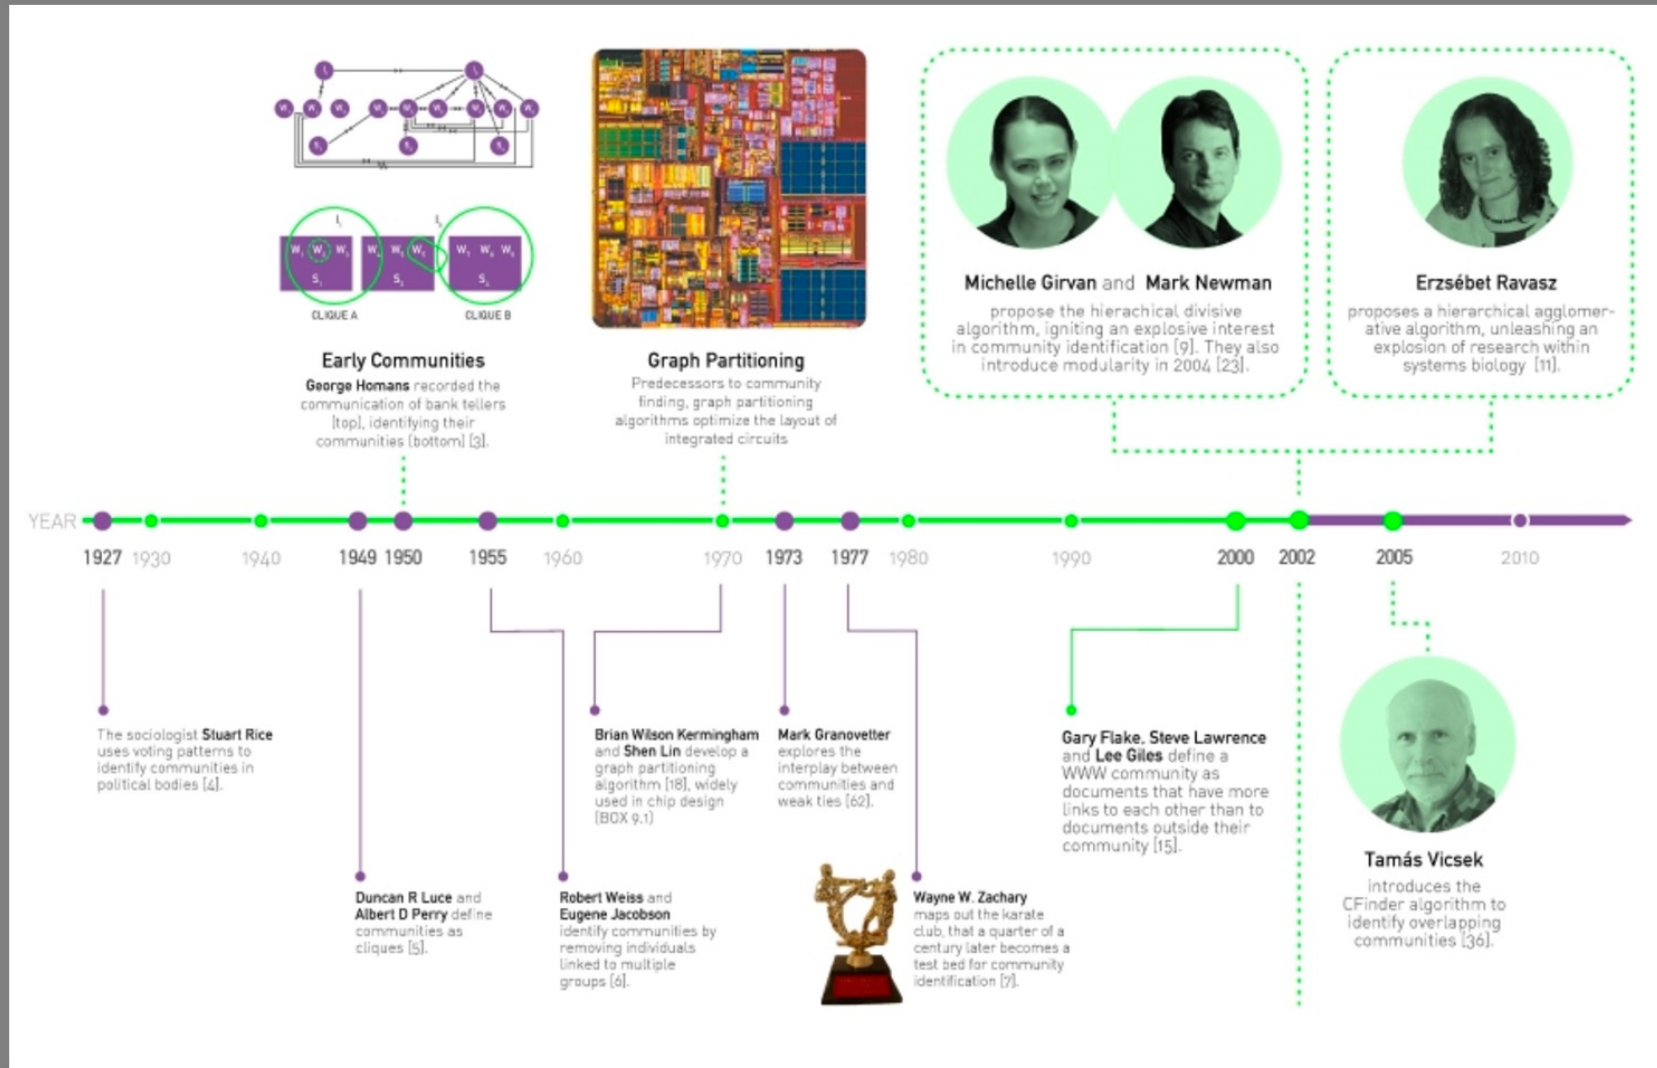 CLIQUE A
CLIQUE B
Early Communities
George Homans recorded the
communication of bank tellers
(top), identifying their
communities (bottom) [3].
Graph Partitioning
Predecessors to community
finding, graph partitioning
algorithms optimize the layout of
integrated circuits
Michelle Girvan and Mark Newman
propose the hierachical divisive
algorithm, igniting an explosive interest
in community identification [9]. They also
introduce modularity in 2004 [23].
Erzsébet Ravasz
proposes a hierarchical agglomer-
ative algorithm, unleashing an
explosion of research within
systems biology [11].
YEAR
1927 1930 1940 1949 1950 1955 1960 1970 1973 1977 1980 1990 2000 2002 2005 2010
The sociologist Stuart Rice
uses voting patterns to
identify communities in
political bodies [4].
Duncan R Luce and
Albert D Perry define
communities as
cliques [5].
Robert Weiss and
Eugene Jacobson
identify communities by
removing individuals
linked to multiple
groups [6].
Brian Wilson Kermingham
and Shen Lin develop a
graph partitioning
algorithm [18], widely
used in chip design
(BOX 9.1)
Mark Granovetter
explores the
interplay between
communities and
weak ties [62].
Wayne W. Zachary
maps out the karate
club, that a quarter of a
century later becomes a
test bed for community
identification [7].
Gary Flake, Steve Lawrence
and Lee Giles define a
WWW community as
documents that have more
links to each other than to
documents outside their
community [15].
Tamás Vicsek
introduces the
CFinder algorithm to
identify overlapping
communities [36].